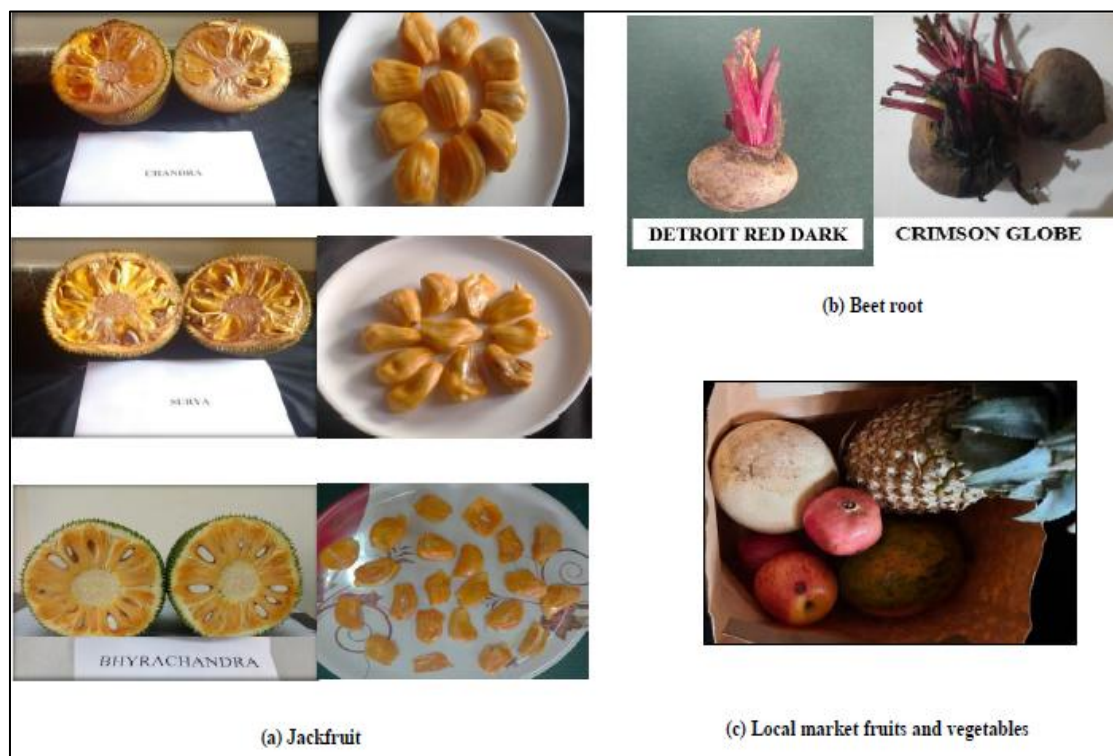 CHANDRA
SURYA
BHYRACHANDRA
(a) Jackfruit
DETROIT RED DARK
CRIMSON GLOBE
(b) Beet root
(c) Local market fruits and vegetables